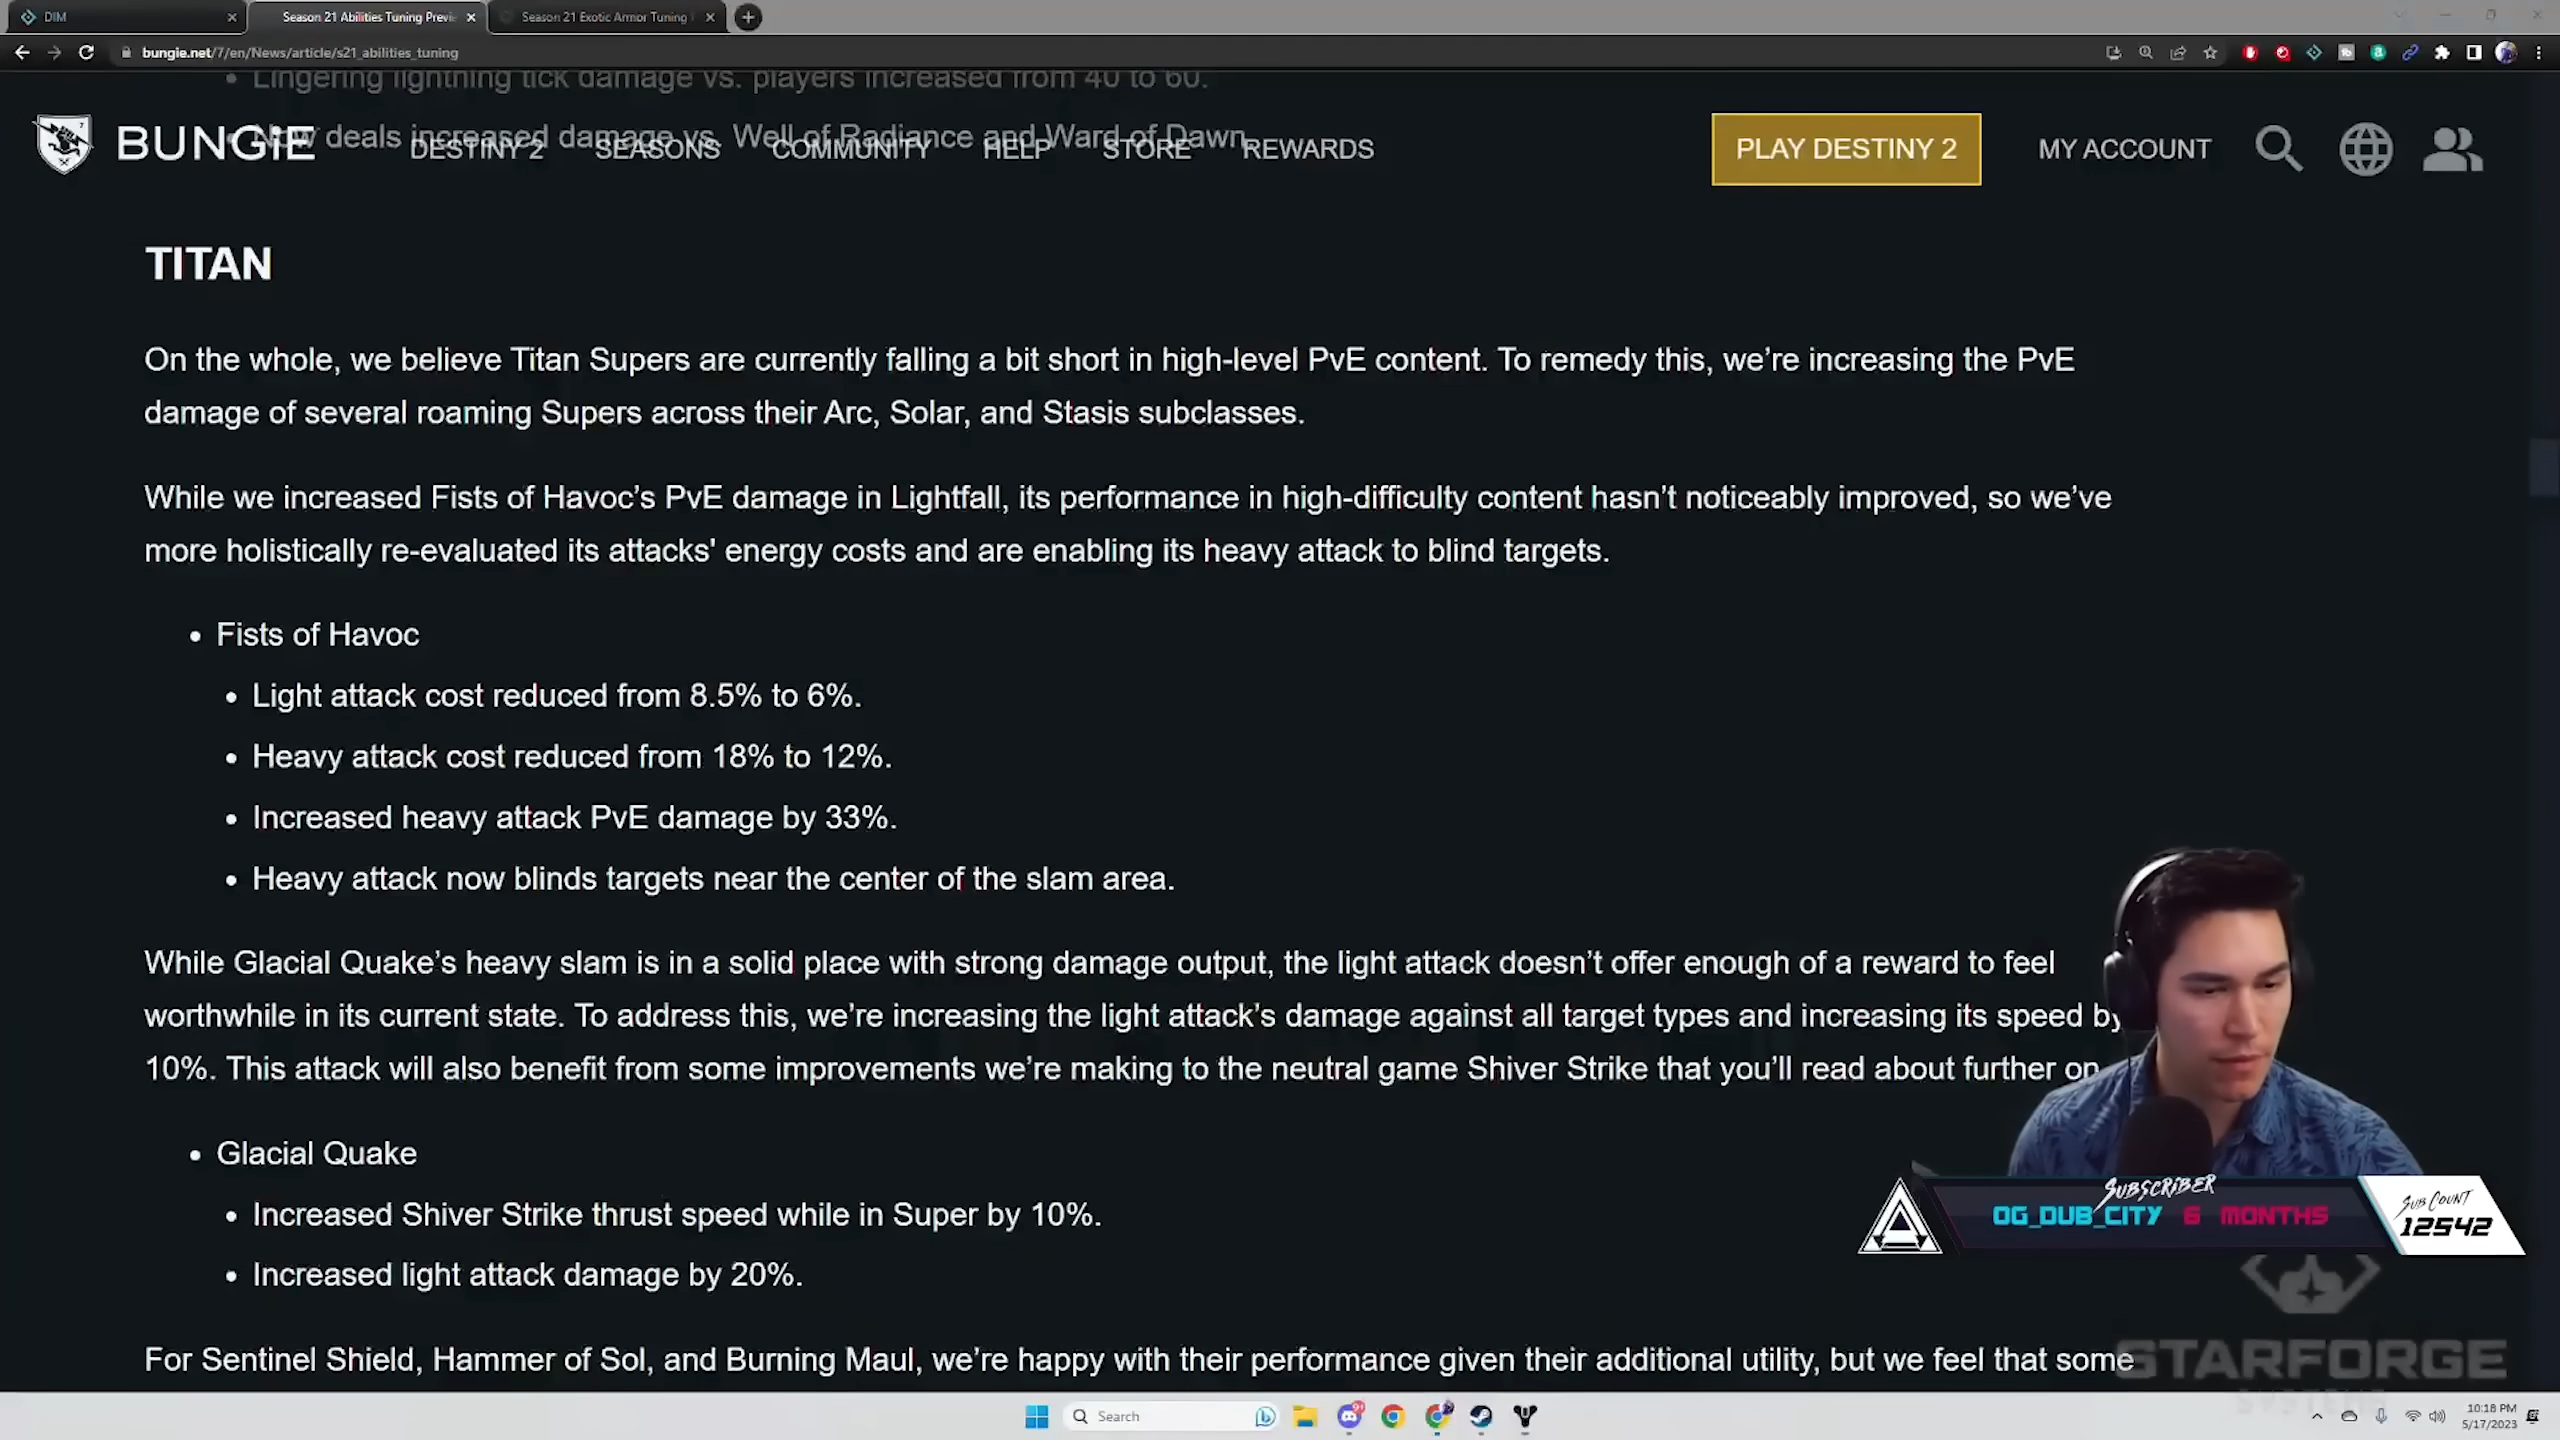 DIM
Season 21 Abilities Tuning Previ
Season 21 Exotic Armor Tuning
bungie.net/7/en/News/article/s21_abilities_tuning
Lingering lightning tick damage vs. players increased from 40 to 60.
Now deals increased damage vs. Well of Radiance and Ward of Dawn.
BUNGIE
DESTINY 2
SEASONS
COMMUNITY
HELP
STORE
REWARDS
PLAY DESTINY 2
MY ACCOUNT
TITAN
On the whole, we believe Titan Supers are currently falling a bit short in high-level PvE content. To remedy this, we’re increasing the PvE
damage of several roaming Supers across their Arc, Solar, and Stasis subclasses.
While we increased Fists of Havoc’s PvE damage in Lightfall, its performance in high-difficulty content hasn’t noticeably improved, so we’ve
more holistically re-evaluated its attacks' energy costs and are enabling its heavy attack to blind targets.
• Fists of Havoc
• Light attack cost reduced from 8.5% to 6%.
• Heavy attack cost reduced from 18% to 12%.
• Increased heavy attack PvE damage by 33%.
• Heavy attack now blinds targets near the center of the slam area.
While Glacial Quake’s heavy slam is in a solid place with strong damage output, the light attack doesn’t offer enough of a reward to feel
worthwhile in its current state. To address this, we’re increasing the light attack’s damage against all target types and increasing its speed by
10%. This attack will also benefit from some improvements we’re making to the neutral game Shiver Strike that you’ll read about further on
• Glacial Quake
• Increased Shiver Strike thrust speed while in Super by 10%.
• Increased light attack damage by 20%.
SUBSCRIBER
OG_DUB_CITY 6 MONTHS
SUB COUNT
12542
For Sentinel Shield, Hammer of Sol, and Burning Maul, we’re happy with their performance given their additional utility, but we feel that some
STARFORGE
SYSTEMS
Search
10:18 PM
5/17/2023